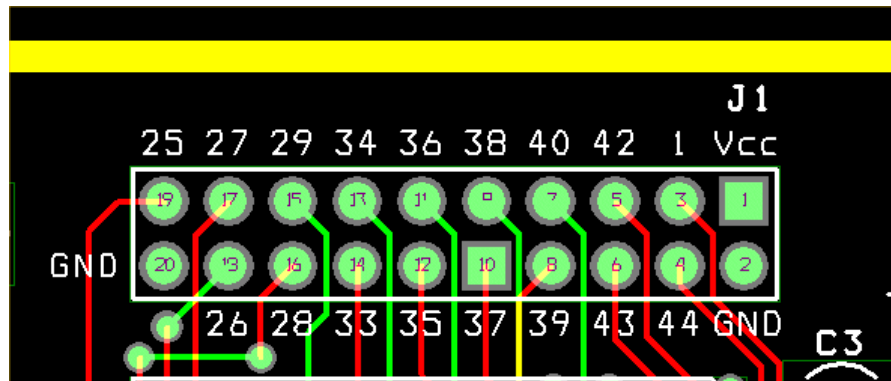 J1
25 27 29 34 36 38 40 42 1 Vcc
19 17 15 13 11 9 7 5 3 1
GND 20 18 16 14 12 10 8 6 4 2
26 28 33 35 37 39 43 44 GND
C3